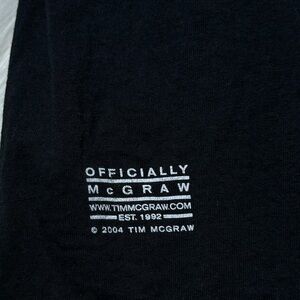 OFFICIALLY
McGRAW
WWW.TIMMCGRAW.COM
EST. 1992
© 2004 TIM MCGRAW